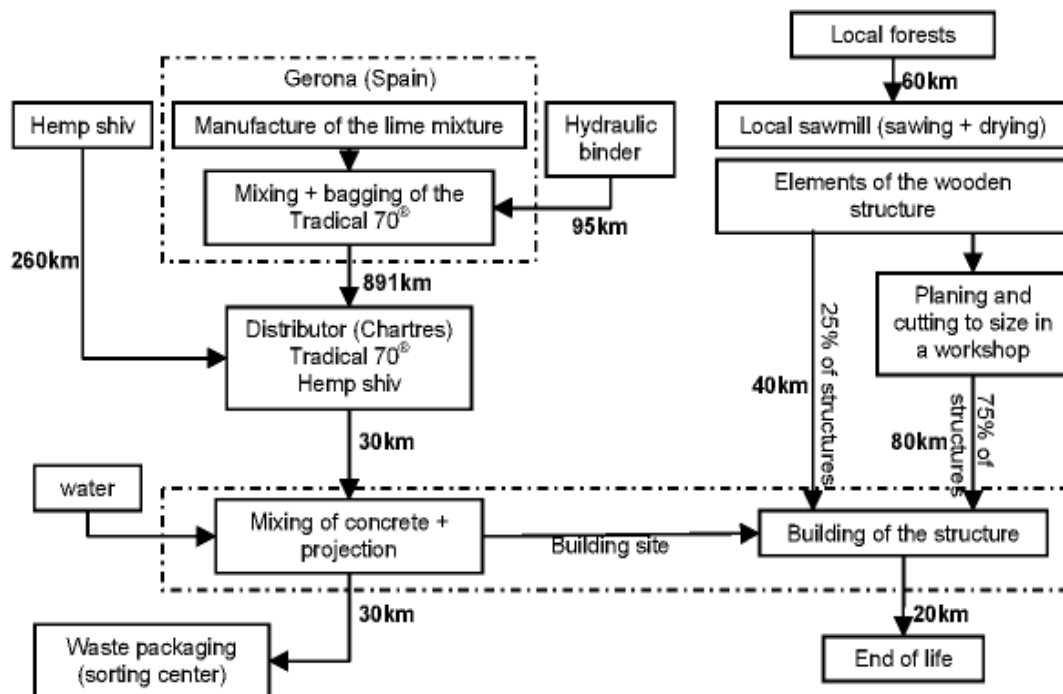 Local forests
60km
Gerona (Spain)
Hemp shiv
Manufacture of the lime mixture
Hydraulic
binder
Local sawmill (sawing + drying)
Mixing + bagging of the
Tradical 70®
95km
Elements of the wooden
structure
260km
891km
Distributor (Chartres)
Tradical 70®
Hemp shiv
Planing and
cutting to size in
a workshop
40km
25% of structures
80km
75% of
structures
30km
water
Mixing of concrete +
projection
Building site
Building of the structure
30km
20km
Waste packaging
(sorting center)
End of life